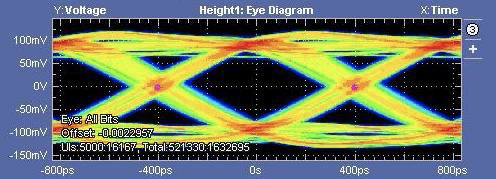 Y:Voltage Height1: Eye Diagram X:Time
100mV
50mV
0V
-50mV
-100mV
-150mV
3
+
Eye: All Bits
Offset: -0.0022957
UIs:5000:16167, Total:521330:1632695
-800ps -400ps 0s 400ps 800ps